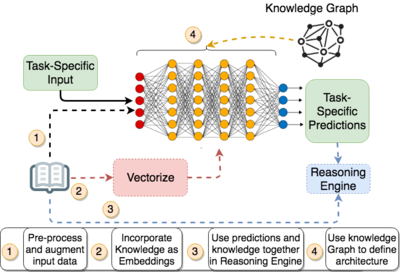 Knowledge Graph
4
Task-Specific
Input
Task-
Specific
Predictions
1
Vectorize
2
Reasoning
Engine
3
1
Pre-process
and augment
input data
2
Incorporate
Knowledge as
Embeddings
3
Use predictions and
knowledge together
in Reasoning Engine
4
Use knowledge
Graph to define
architecture